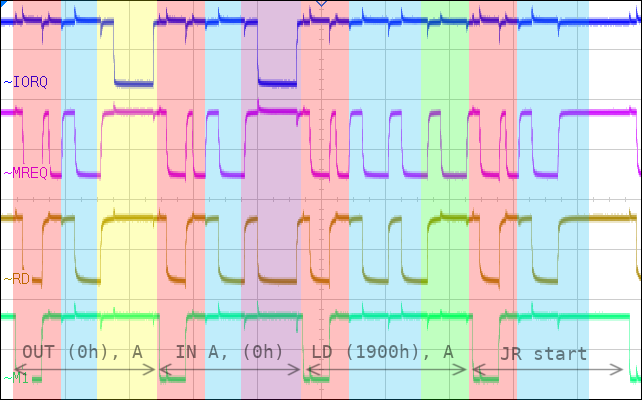 ~IORQ
~MREQ
~RD
OUT (0h), A
IN A, (0h)
LD (1900h), A
JR start
~M1